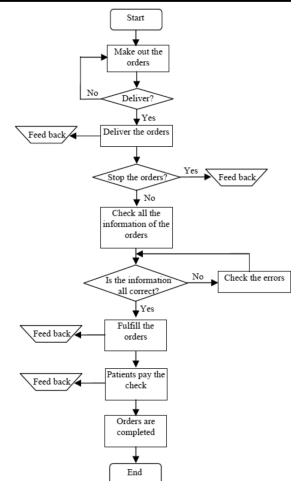 Start
Make out the
orders
No
Deliver?
Yes
Feed back
Deliver the orders
Stop the orders?
Yes
Feed back
No
Check all the
information of the
orders
Is the information
all correct?
No
Check the errors
Yes
Feed back
Fulfill the
orders
Feed back
Patients pay the
check
Orders are
completed
End